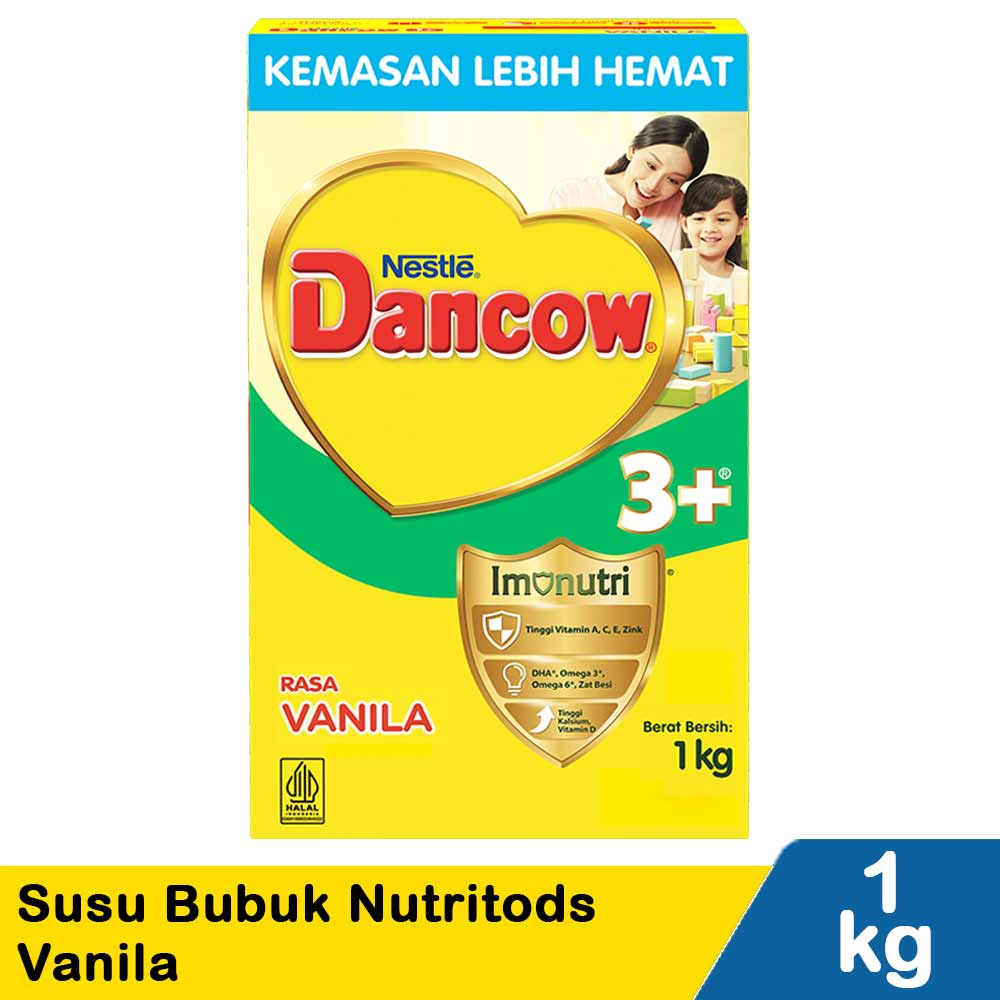 KEMASAN LEBIH HEMAT
Nestlé®
Dancow®
3+®
Imunutri®
Tinggi Vitamin A, C, E, Zink
DHA*, Omega 3*,
Omega 6*, Zat Besi
Tinggi
Kalsium,
Vitamin D
RASA
VANILA
Berat Bersih:
1 kg
HALAL
INDONESIA
Susu Bubuk Nutritods
Vanila
1
kg